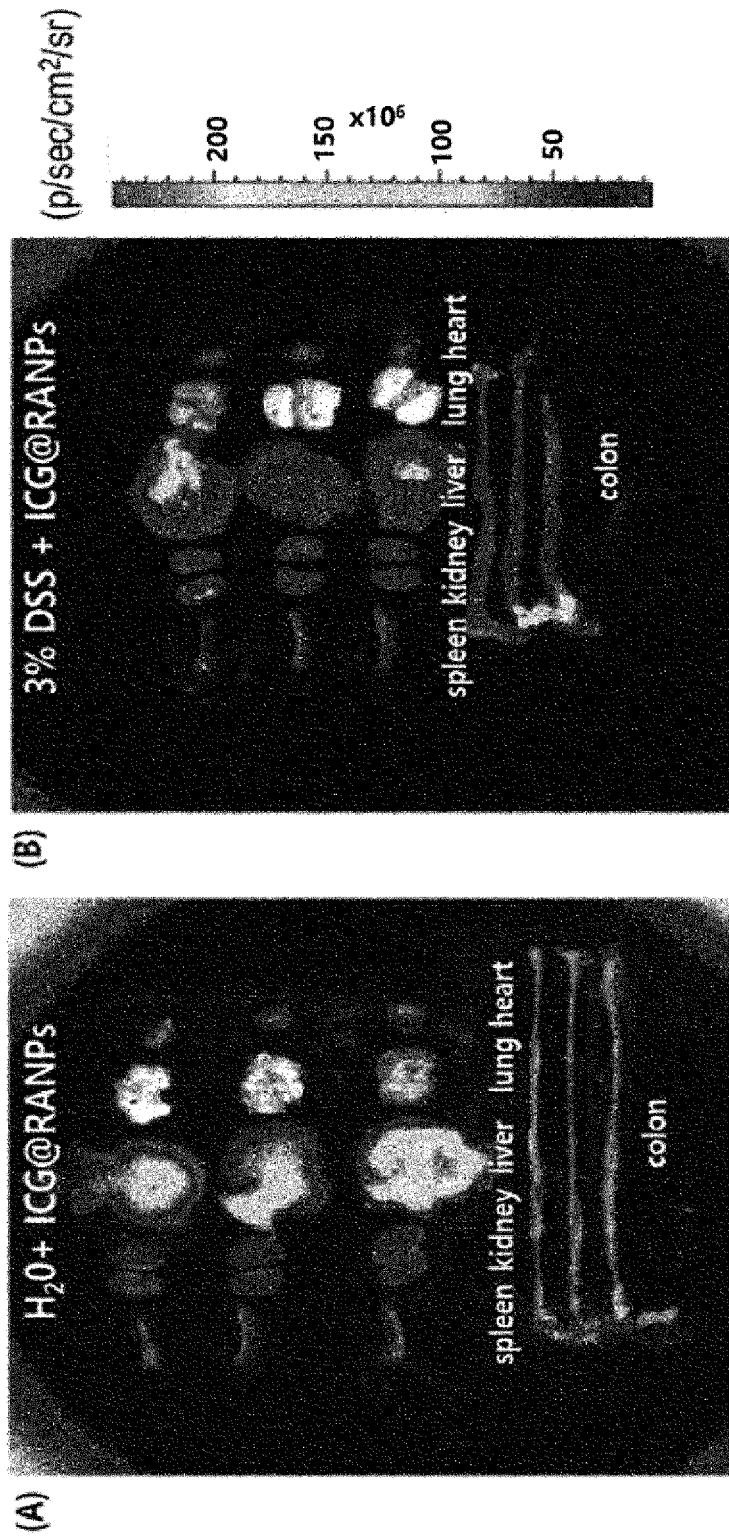 (A)
H₂0+ ICG@RANPs
spleen kidney liver lung heart
colon
(B)
3% DSS + ICG@RANPs
spleen kidney liver lung heart
colon
(p/sec/cm²/sr)
200
150
x10⁶
100
50